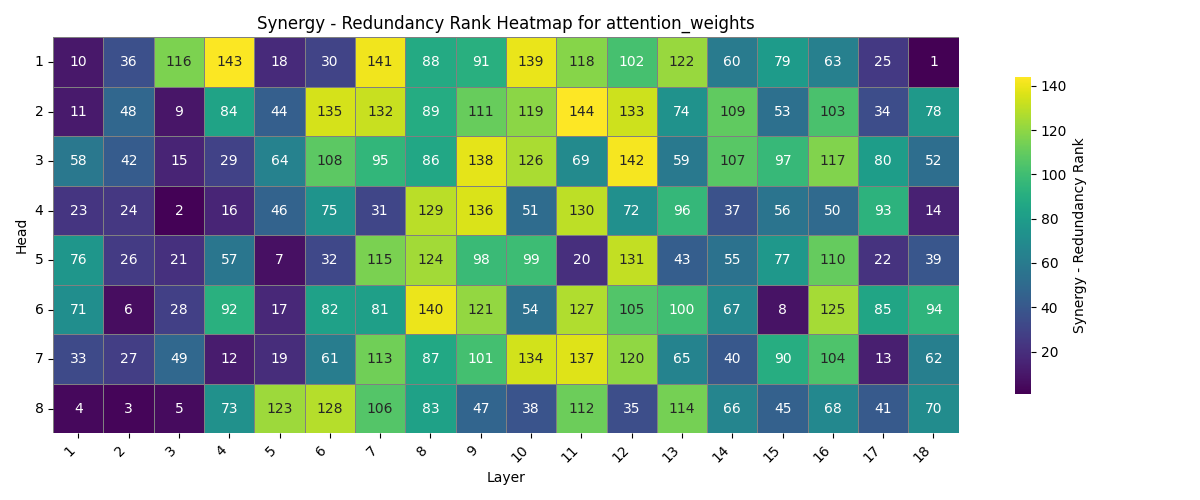 Synergy - Redundancy Rank Heatmap for attention_weights
1 10 36 116 143 18 30 141 88 91 139 118 102 122 60 79 63 25 1
2 11 48 9 84 44 135 132 89 111 119 144 133 74 109 53 103 34 78
3 58 42 15 29 64 108 95 86 138 126 69 142 59 107 97 117 80 52
4 23 24 2 16 46 75 31 129 136 51 130 72 96 37 56 50 93 14
5 76 26 21 57 7 32 115 124 98 99 20 131 43 55 77 110 22 39
6 71 6 28 92 17 82 81 140 121 54 127 105 100 67 8 125 85 94
7 33 27 49 12 19 61 113 87 101 134 137 120 65 40 90 104 13 62
8 4 3 5 73 123 128 106 83 47 38 112 35 114 66 45 68 41 70
1 2 3 4 5 6 7 8 9 10 11 12 13 14 15 16 17 18
Layer
Head
140
120
100
80
60
40
20
Synergy - Redundancy Rank